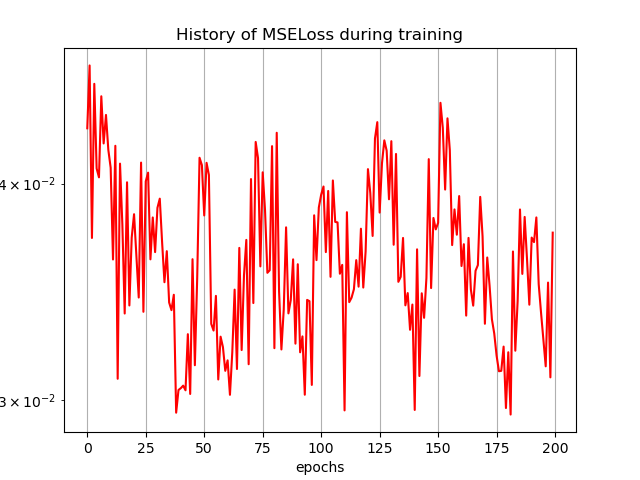 History of MSELoss during training
4 × 10⁻²
3 × 10⁻²
0 25 50 75 100 125 150 175 200
epochs